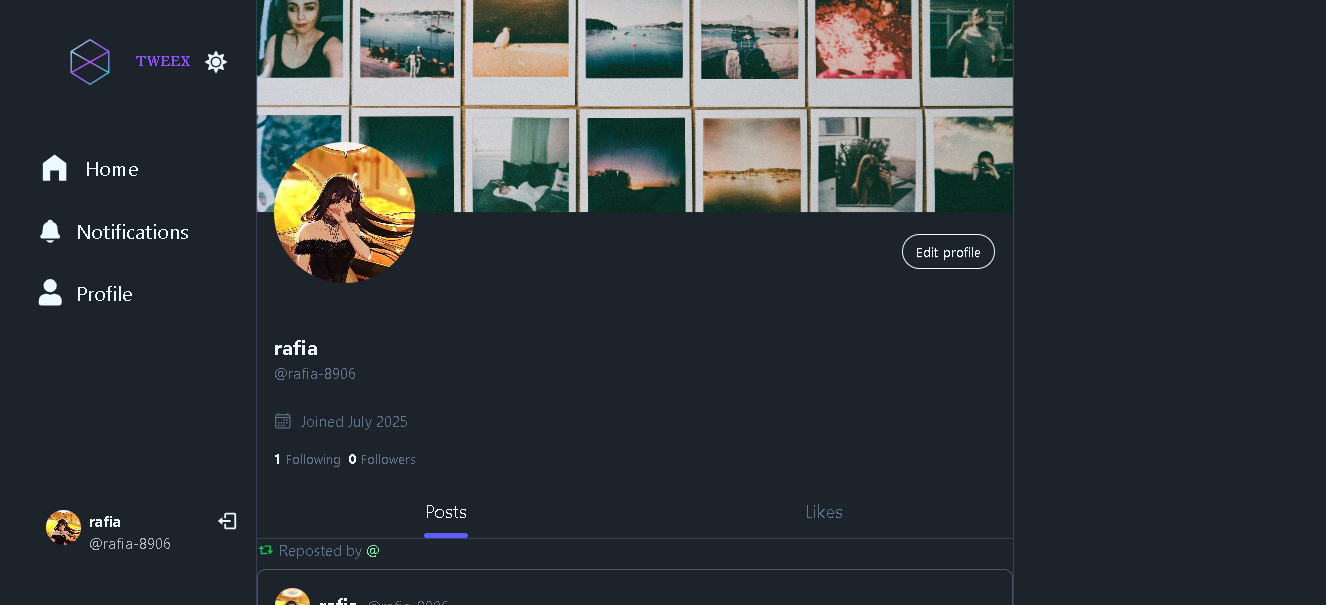 TWEEX
Home
Notifications
Profile
rafia
@rafia-8906
Edit profile
rafia
@rafia-8906
Joined July 2025
1 Following 0 Followers
Posts
Likes
Reposted by @
rafia @rafia-8906